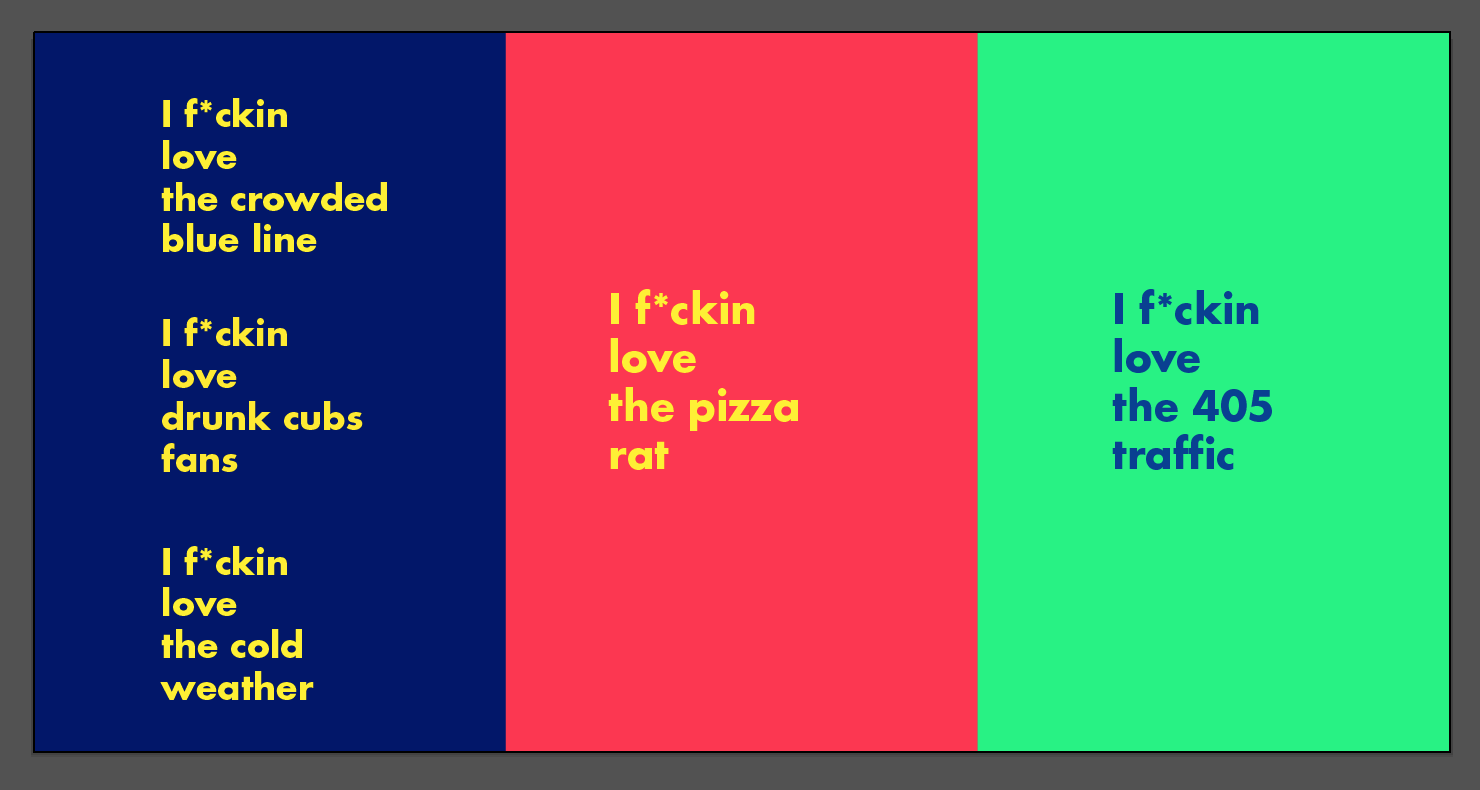 I f*ckin
love
the crowded
blue line
I f*ckin
love
drunk cubs
fans
I f*ckin
love
the cold
weather
I f*ckin
love
the pizza
rat
I f*ckin
love
the 405
traffic